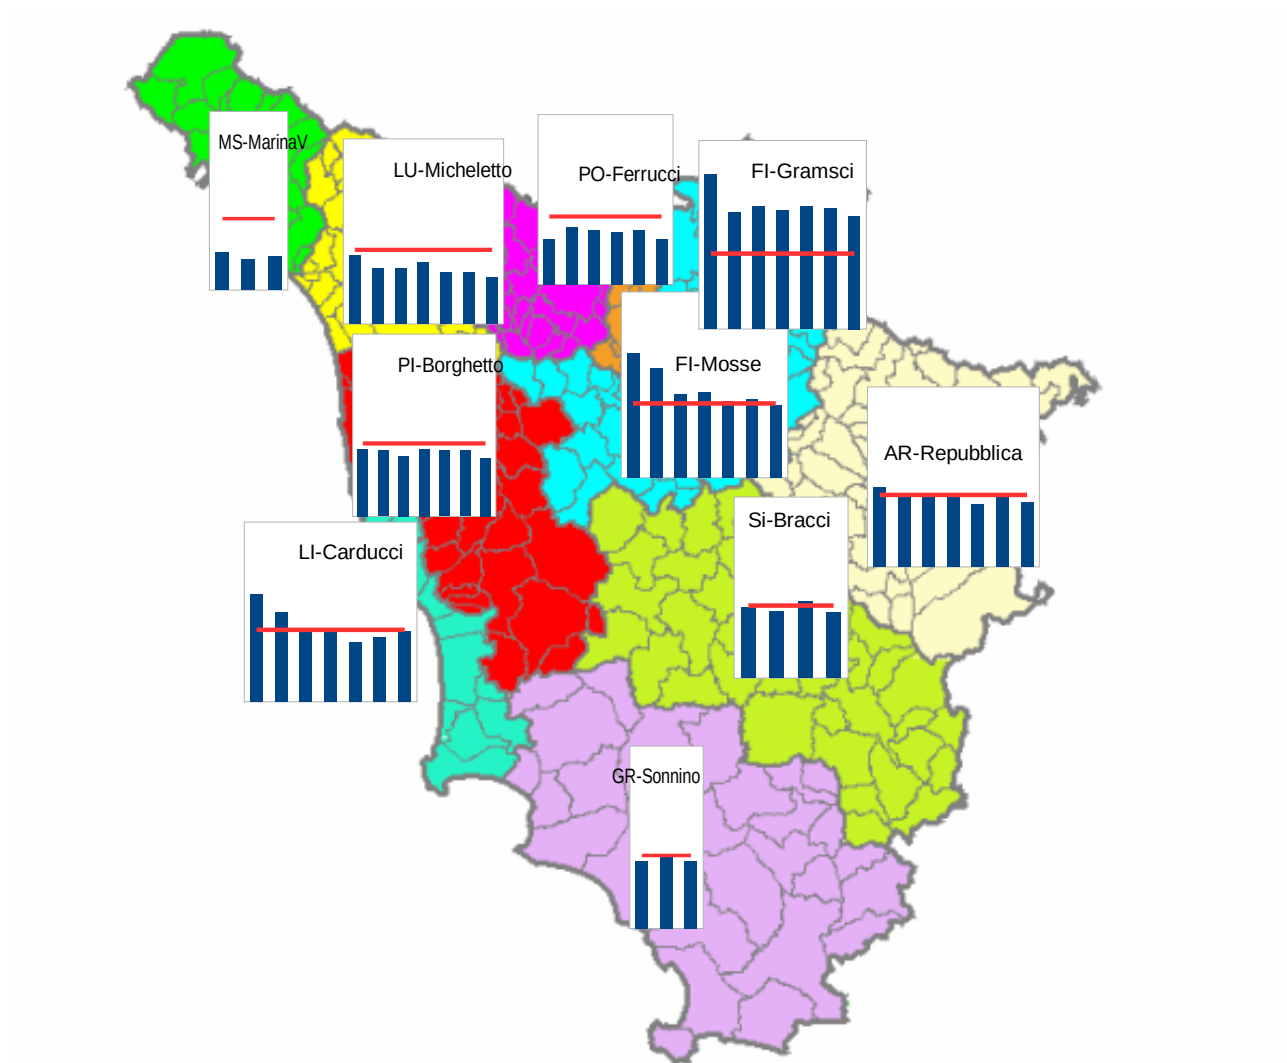 MS-MarinaV
LU-Micheletto
PO-Ferrucci
FI-Gramsci
PI-Borghetto
FI-Mosse
AR-Repubblica
Si-Bracci
LI-Carducci
GR-Sonnino